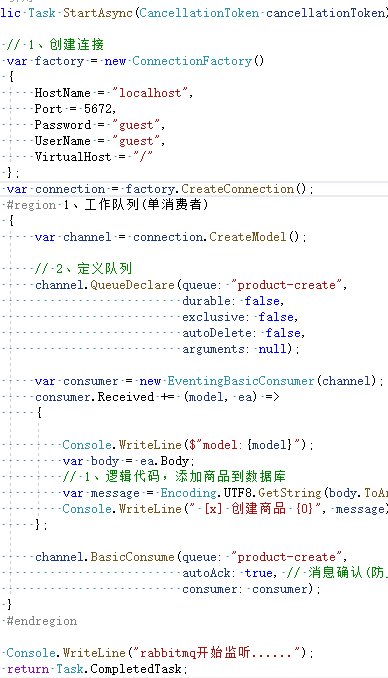 lic Task StartAsync(CancellationToken cancellationToken)
// 1、创建连接
var factory = new ConnectionFactory()
{
HostName = "localhost",
Port = 5672,
Password = "guest",
UserName = "guest",
VirtualHost = "/"
};
var connection = factory.CreateConnection();
#region 1、工作队列(单消费者)
{
var channel = connection.CreateModel();
// 2、定义队列
channel.QueueDeclare(queue: "product-create",
durable: false,
exclusive: false,
autoDelete: false,
arguments: null);
var consumer = new EventingBasicConsumer(channel);
consumer.Received += (model, ea) =>
{
Console.WriteLine($"model:{model}");
var body = ea.Body;
// 1、逻辑代码，添加商品到数据库
var message = Encoding.UTF8.GetString(body.ToAr
Console.WriteLine(" [x] 创建商品 {0}", message)
};
channel.BasicConsume(queue: "product-create",
autoAck: true, // 消息确认(防
consumer: consumer);
}
#endregion
Console.WriteLine("rabbitmq开始监听......");
return Task.CompletedTask;